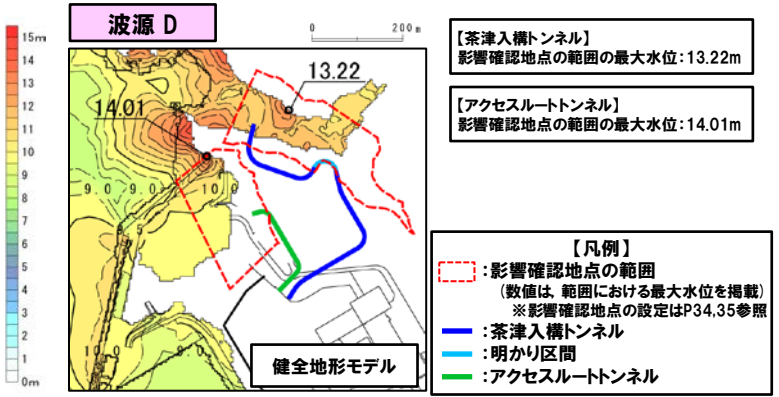 波源 D
0 200 m
15m
14
13
12
11
10
9
8
7
6
5
4
3
2
1
0m
13.22
14.01
9.0
9.0
10.0
10.0
9.0
健全地形モデル
【茶津入構トンネル】
影響確認地点の範囲の最大水位：13.22m
【アクセスルートトンネル】
影響確認地点の範囲の最大水位：14.01m
【凡例】
：影響確認地点の範囲
（数値は，範囲における最大水位を掲載）
※影響確認地点の設定はP34,35参照
：茶津入構トンネル
：明かり区間
：アクセスルートトンネル